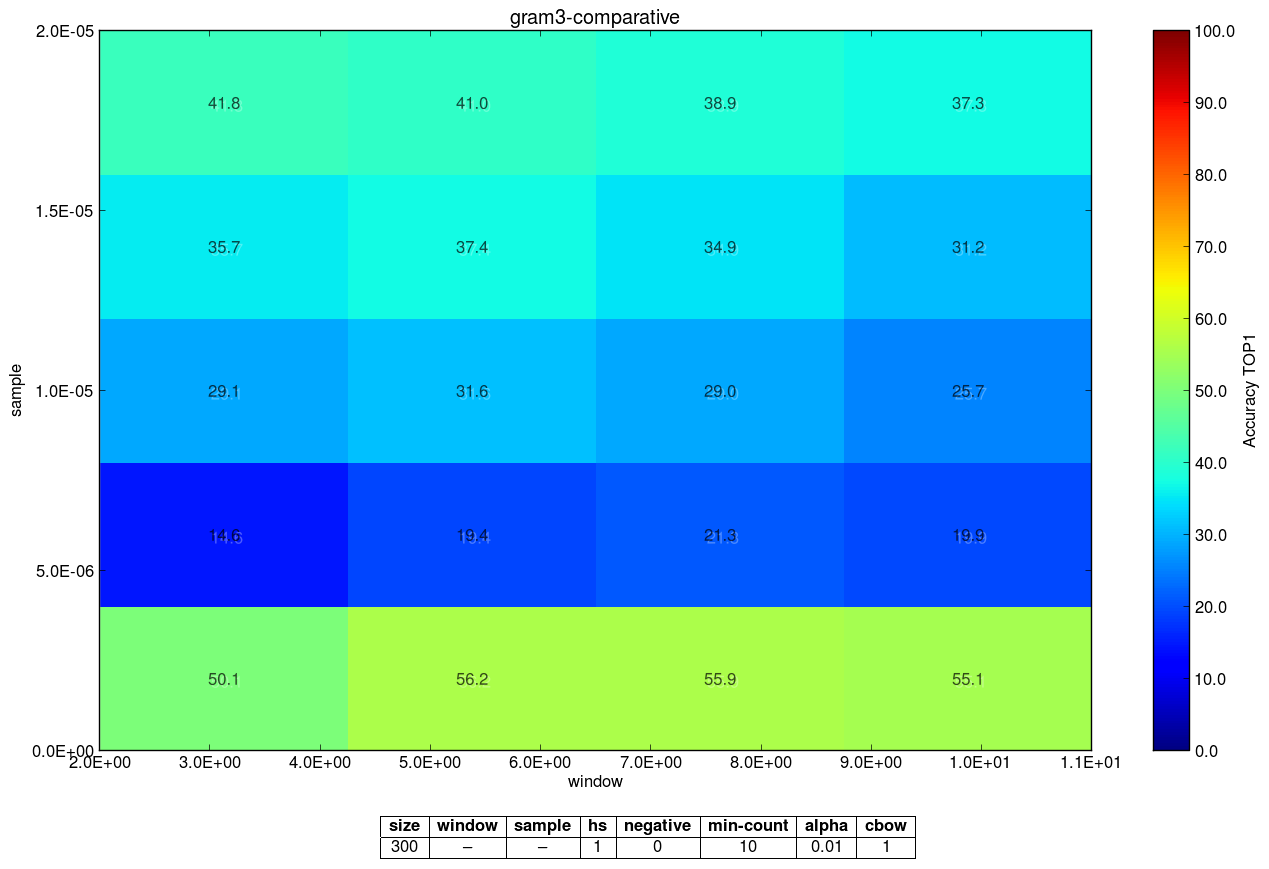 gram3-comparative
2.0E-05
100.0
41.8 41.0 38.9 37.3
90.0
80.0
1.5E-05
70.0
35.7 37.4 34.9 31.2
60.0
sample
1.0E-05
29.1 31.6 29.0 25.7
50.0
Accuracy TOP1
40.0
30.0
14.6 19.4 21.3 19.9
5.0E-06
20.0
50.1 56.2 55.9 55.1
10.0
0.0E+00
0.0
2.0E+00 3.0E+00 4.0E+00 5.0E+00 6.0E+00 7.0E+00 8.0E+00 9.0E+00 1.0E+01 1.1E+01
window
size window sample hs negative min-count alpha cbow
300 – – 1 0 10 0.01 1